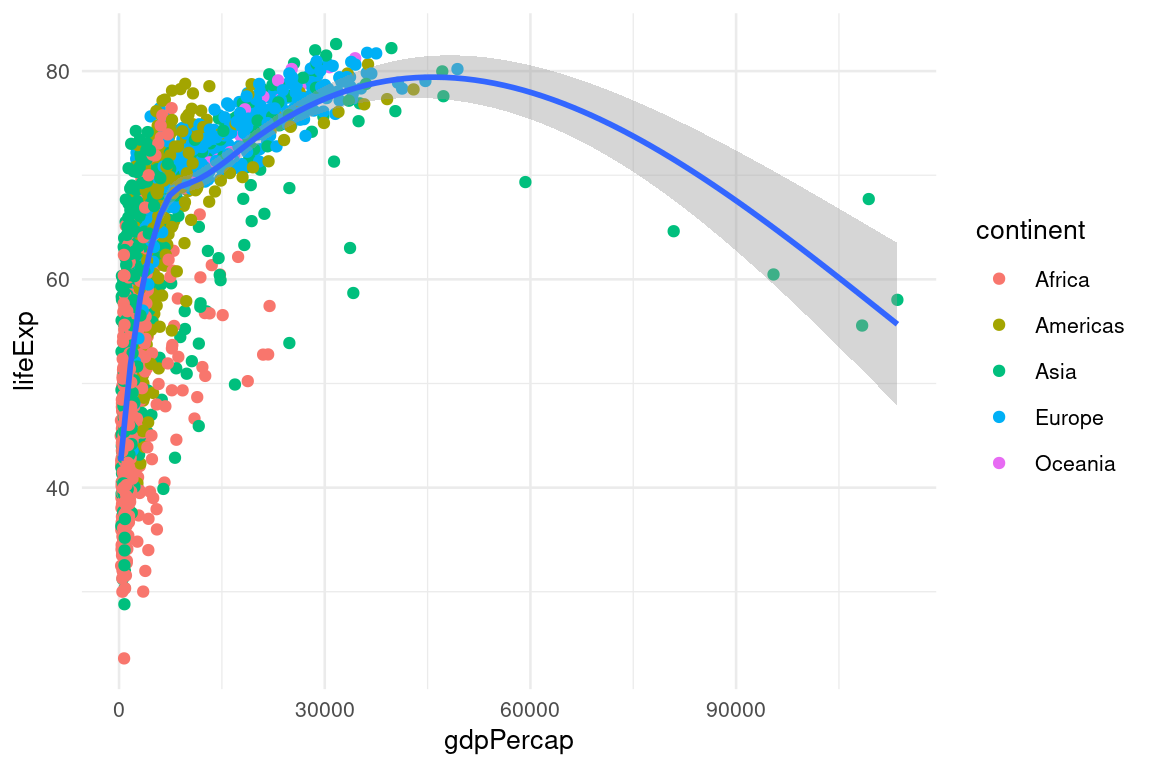 80
60
40
lifeExp
0
30000
60000
90000
gdpPercap
continent
Africa
Americas
Asia
Europe
Oceania